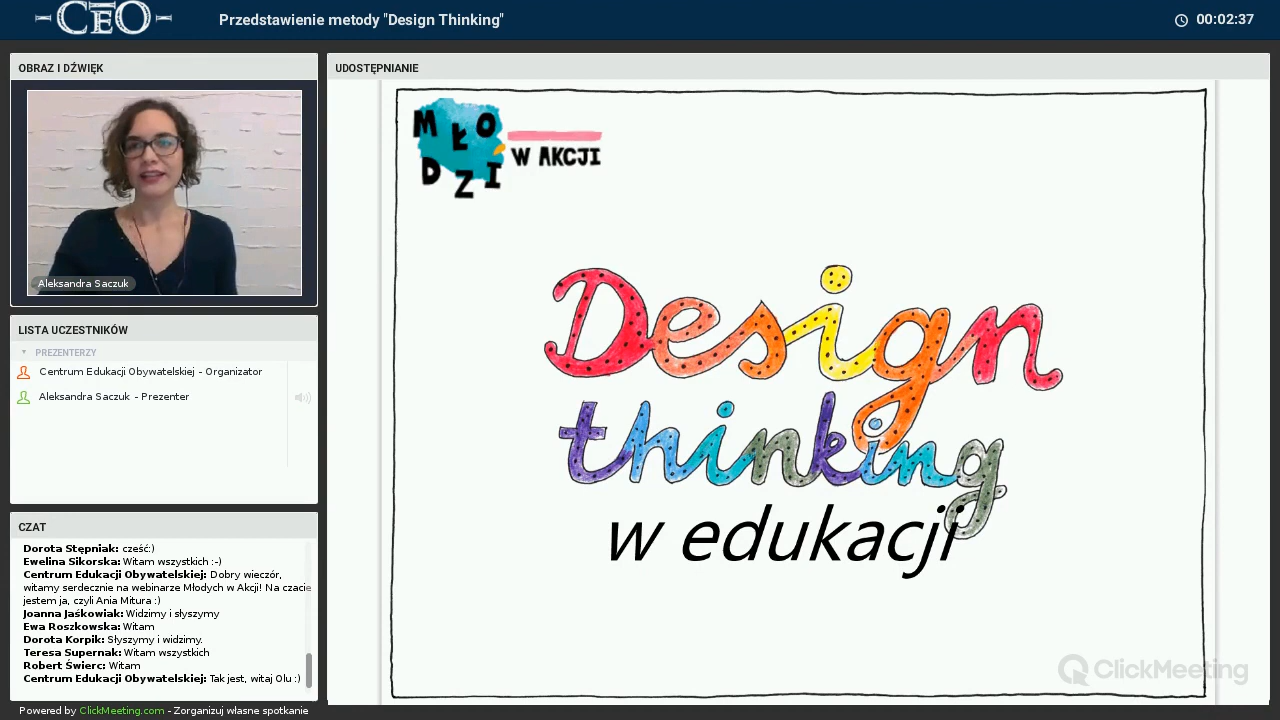 CEO
Przedstawienie metody "Design Thinking"
00:02:37
OBRAZ I DŹWIĘK
Aleksandra Saczuk
LISTA UCZESTNIKÓW
PREZENTERZY
Centrum Edukacji Obywatelskiej - Organizator
Aleksandra Saczuk - Prezenter
CZAT
Dorota Stępniak: cześć:)
Ewelina Sikorska: Witam wszystkich :-)
Centrum Edukacji Obywatelskiej: Dobry wieczór,
witamy serdecznie na webinarze Młodych w Akcji! Na czacie
jestem ja, czyli Ania Mitura :)
Joanna Jaśkowiak: Widzimi i słyszymy
Ewa Roszkowska: Witam
Dorota Korpik: Słyszymy i widzimy.
Teresa Supernak: Witam wszystkich
Robert Świerc: Witam
Centrum Edukacji Obywatelskiej: Tak jest, witaj Olu :)
Powered by ClickMeeting.com - Zorganizuj własne spotkanie
UDOSTĘPNIANIE
MŁO
DZI
W AKCJI
Design
thinking
w edukacji
ClickMeeting